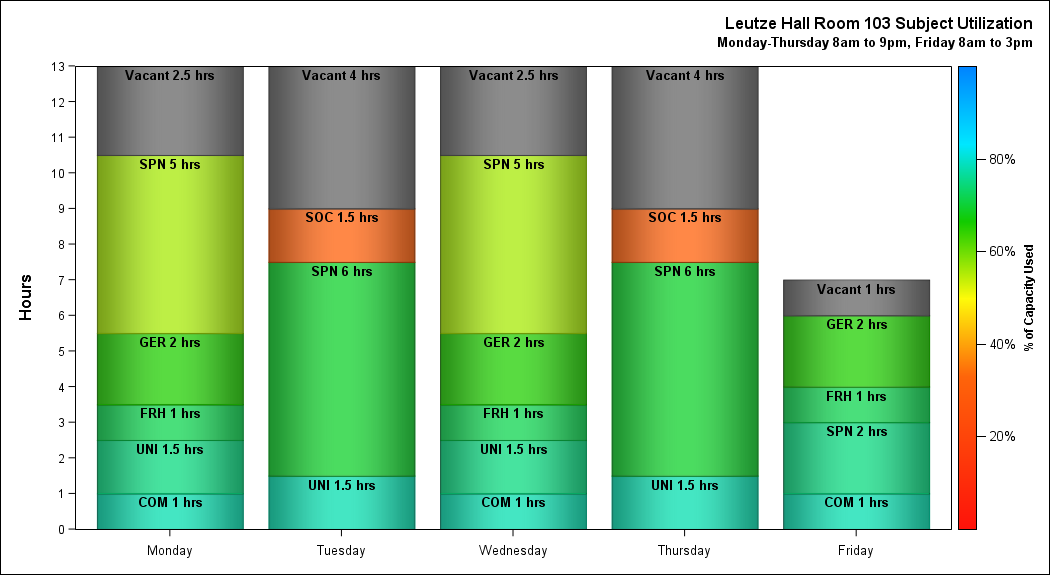 Leutze Hall Room 103 Subject Utilization
Monday-Thursday 8am to 9pm, Friday 8am to 3pm
Hours
13
12
11
10
9
8
7
6
5
4
3
2
1
0
Vacant 2.5 hrs
SPN 5 hrs
GER 2 hrs
FRH 1 hrs
UNI 1.5 hrs
COM 1 hrs
Monday
Vacant 4 hrs
SOC 1.5 hrs
SPN 6 hrs
UNI 1.5 hrs
Tuesday
Vacant 2.5 hrs
SPN 5 hrs
GER 2 hrs
FRH 1 hrs
UNI 1.5 hrs
COM 1 hrs
Wednesday
Vacant 4 hrs
SOC 1.5 hrs
SPN 6 hrs
UNI 1.5 hrs
Thursday
Vacant 1 hrs
GER 2 hrs
FRH 1 hrs
SPN 2 hrs
COM 1 hrs
Friday
80%
60%
40%
20%
% of Capacity Used